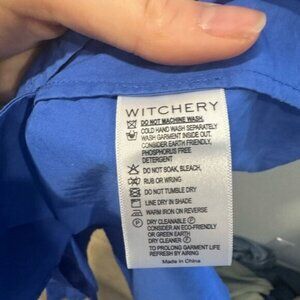 WITCHERY
DO NOT MACHINE WASH.
COLD HAND WASH SEPARATELY
WASH GARMENT INSIDE OUT.
CONSIDER EARTH FRIENDLY,
PHOSPHORUS FREE
DETERGENT
DO NOT SOAK, BLEACH,
RUB OR WRING
DO NOT TUMBLE DRY
LINE DRY IN SHADE
WARM IRON ON REVERSE
DRY CLEANABLE
CONSIDER AN ECO-FRIENDLY
OR GREEN EARTH
DRY CLEANER
TO PROLONG GARMENT LIFE
REFRESH BY AIRING
Made in China